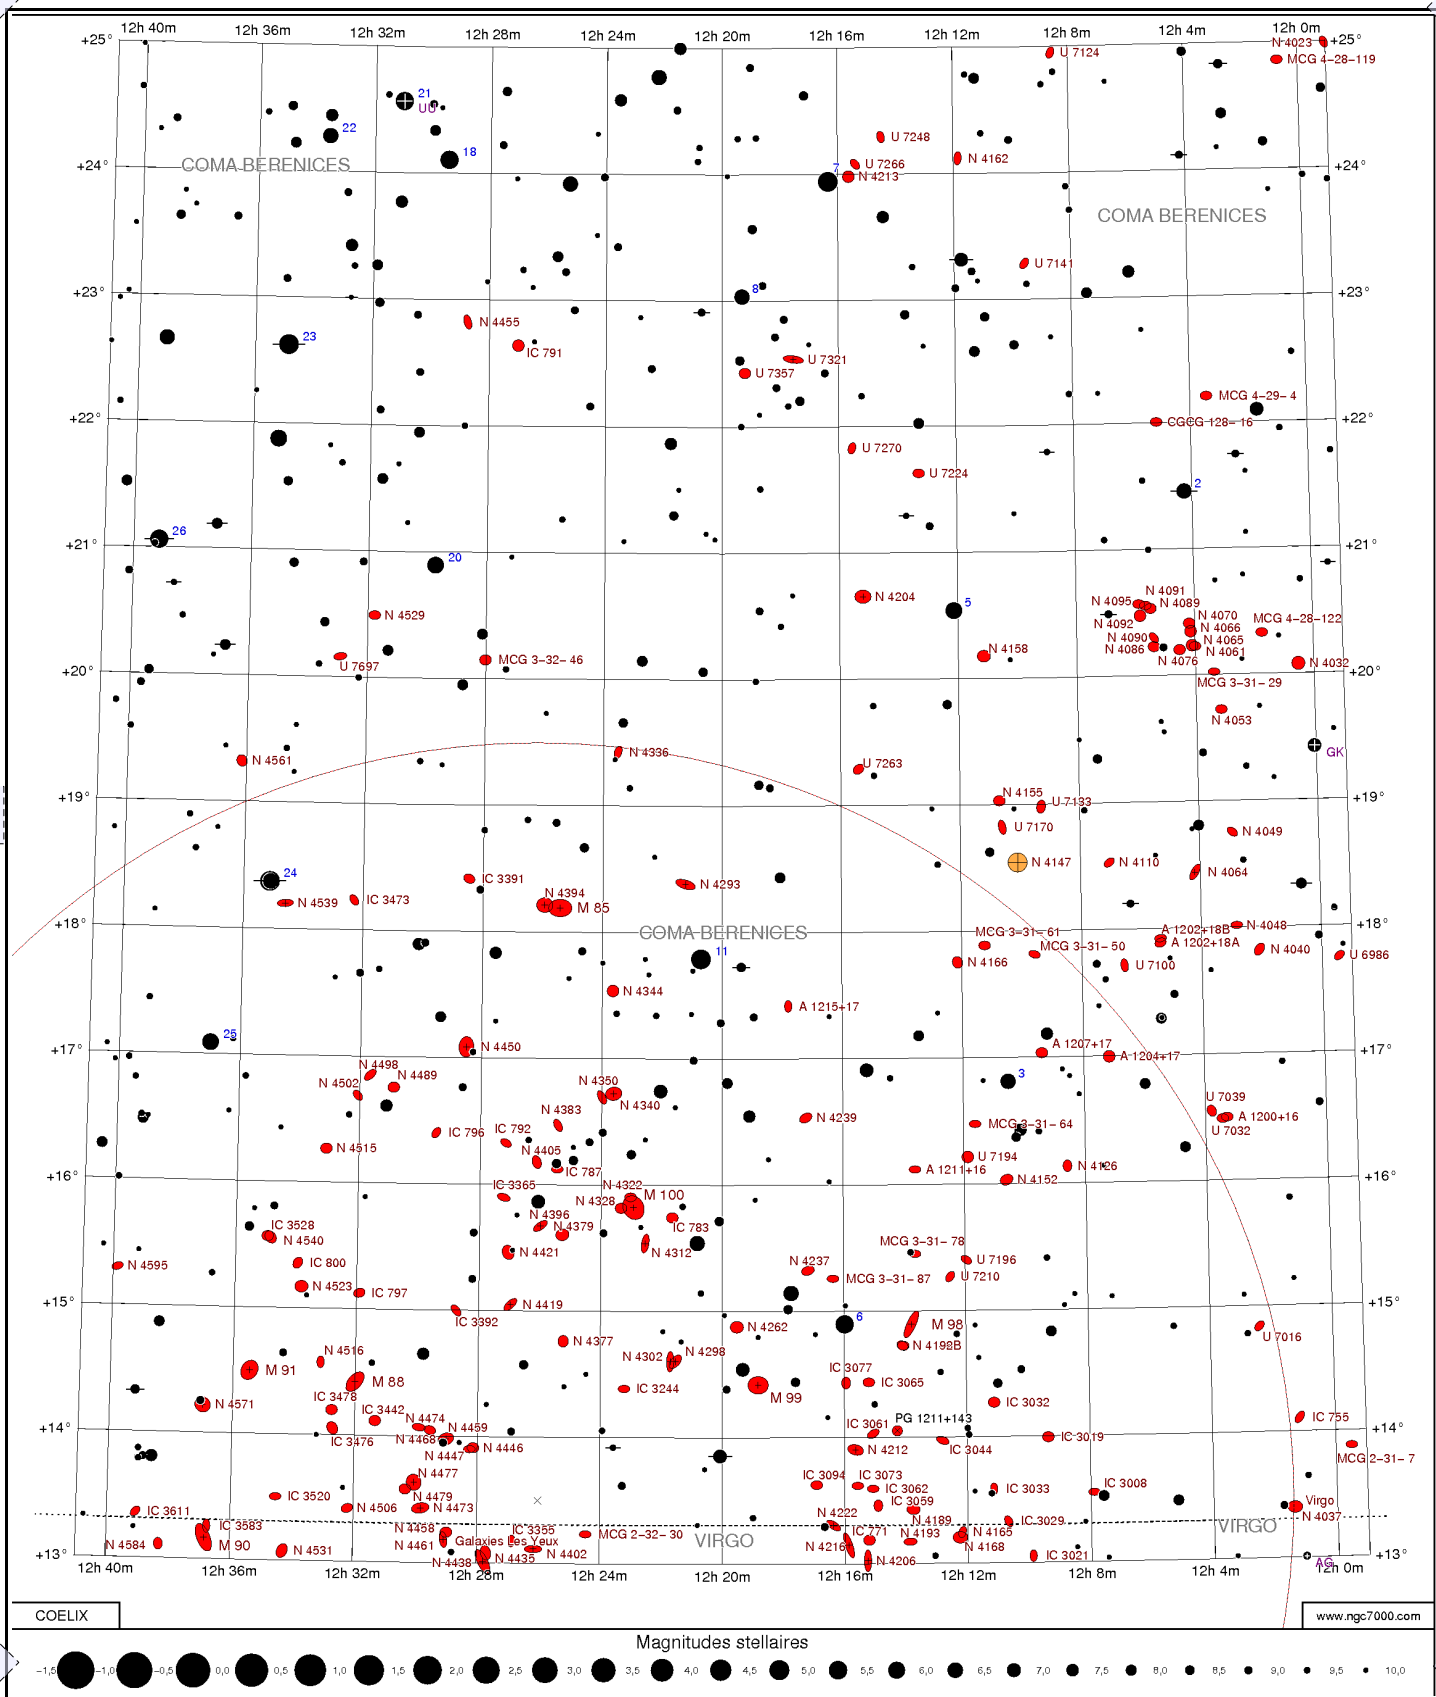 12h 40m 12h 36m 12h 32m 12h 28m 12h 24m 12h 20m 12h 16m 12h 12m 12h 8m 12h 4m 12h 0m
+25° N 4023 +25°
U 7124 MCG 4-28-119
21
UU
22
18 U 7248
COMA BERENICES
+24° 7 U 7266 N 4162 +24°
N 4213
COMA BERENICES
U 7141
+23° 8 +23°
N 4455
23 IC 791
U 7321
U 7357
MCG 4-29- 4
+22° CGCG 128- 16 +22°
U 7270
U 7224
2
26
+21° 20 +21°
N 4204 5
N 4091
N 4095 N 4089
N 4529 N 4070 MCG 4-28-122
N 4092 N 4066
N 4090 N 4065
U 7697 MCG 3-32- 46 N 4158 N 4086 N 4061
N 4076 N 4032
+20° +20°
MCG 3-31- 29
N 4053
N 4561 N 4336 U 7263 GK
+19° N 4155 U 7133 +19°
U 7170 N 4049
24 IC 3391 N 4293 N 4147 N 4110 N 4064
N 4539 IC 3473 N 4394 M 85
+18° COMA BERENICES MCG 3-31- 61 A 1202+18B N 4048 +18°
11 MCG 3-31- 50 A 1202+18A N 4040 U 6986
N 4166 U 7100
N 4344 A 1215+17
25
+17° N 4450 A 1207+17 A 1204+17 +17°
N 4498 3
N 4502 N 4489 N 4350 U 7039
N 4340 N 4239 A 1200+16
N 4383 MCG 3-31- 64 U 7032
IC 796 IC 792
N 4515 N 4405 U 7194 N 4126
+16° IC 787 A 1211+16 N 4152 +16°
IC 3365 N 4322 M 100
N 4328
IC 3528 N 4396 N 4379 IC 783
N 4540 MCG 3-31- 78
IC 800 N 4421 N 4312 N 4237 U 7196
N 4595 MCG 3-31- 87 U 7210
N 4523 IC 797
+15° N 4419 +15°
IC 3392 6 M 98 U 7016
N 4262
N 4377 N 4192B
N 4516 N 4302 N 4298
M 91 M 88 IC 3077
IC 3065
IC 3244 M 99
N 4571 IC 3478 IC 3032
IC 3442 PG 1211+143 IC 755
+14° N 4474 N 4459 IC 3061 IC 3019 +14°
IC 3476 N 4468 IC 3044
N 4447 N 4446 N 4212 MCG 2-31- 7
N 4477 IC 3094 IC 3073 IC 3008
IC 3520 N 4479 IC 3062 IC 3033
IC 3611 N 4506 N 4473 IC 3059 Virgo
N 4222 N 4189 IC 3029 N 4037
IC 3583 N 4458 IC 3355 MCG 2-32- 30 VIRGO IC 771 N 4193 N 4165 VIRGO
N 4584 M 90 N 4461 Galaxies Les Yeux N 4216 N 4168
+13° N 4531 N 4438 N 4435 N 4402 N 4206 IC 3021 AG +13°
12h 40m 12h 36m 12h 32m 12h 28m 12h 24m 12h 20m 12h 16m 12h 12m 12h 8m 12h 4m 12h 0m
COELIX www.ngc7000.com
Magnitudes stellaires
-1,5 -1,0 -0,5 0,0 0,5 1,0 1,5 2,0 2,5 3,0 3,5 4,0 4,5 5,0 5,5 6,0 6,5 7,0 7,5 8,0 8,5 9,0 9,5 10,0